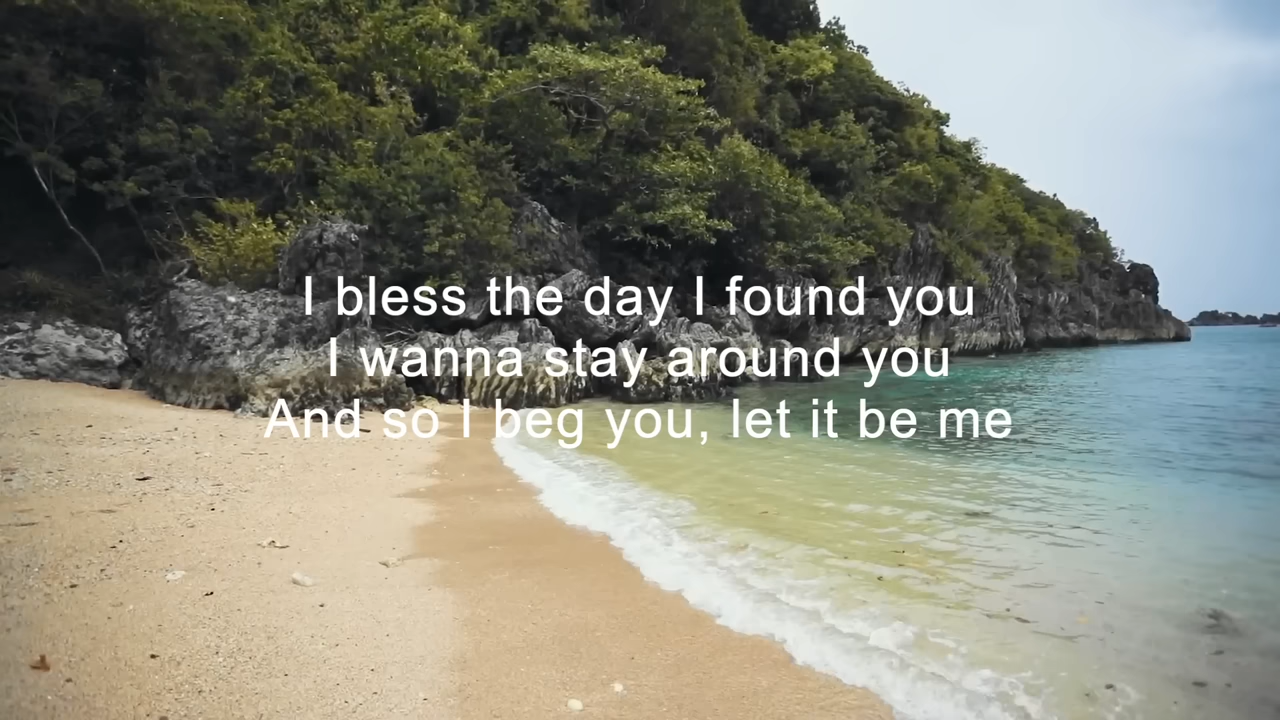 I bless the day I found you
I wanna stay around you
And so I beg you, let it be me